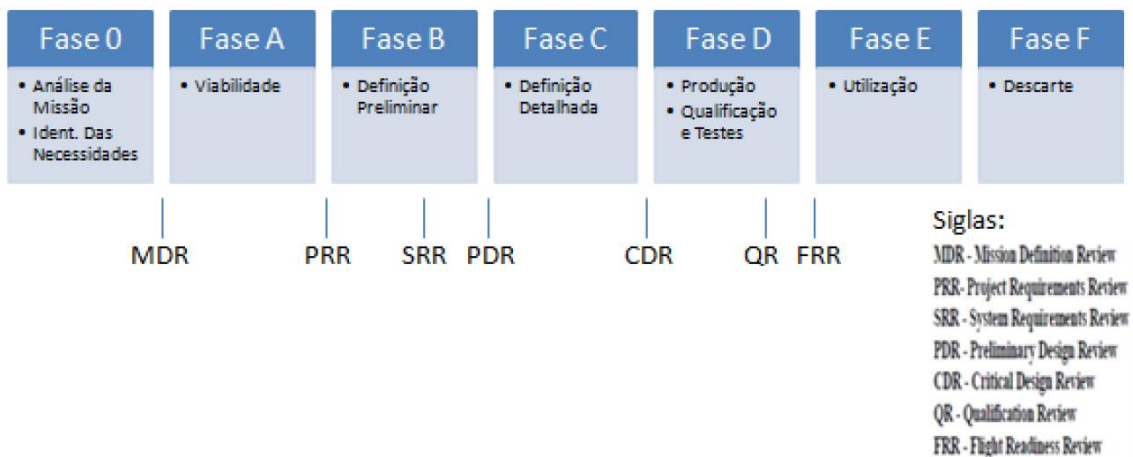 Fase 0
• Análise da
Missão
• Ident. Das
Necessidades
Fase A
• Viabilidade
Fase B
• Definição
Preliminar
Fase C
• Definição
Detalhada
Fase D
• Produção
• Qualificação
e Testes
Fase E
• Utilização
Fase F
• Descarte
MDR
PRR
SRR
PDR
CDR
QR
FRR
Siglas:
MDR - Mission Definition Review
PRR- Project Requirements Review
SRR - System Requirements Review
PDR - Preliminary Design Review
CDR - Critical Design Review
QR - Qualification Review
FRR - Flight Readiness Review